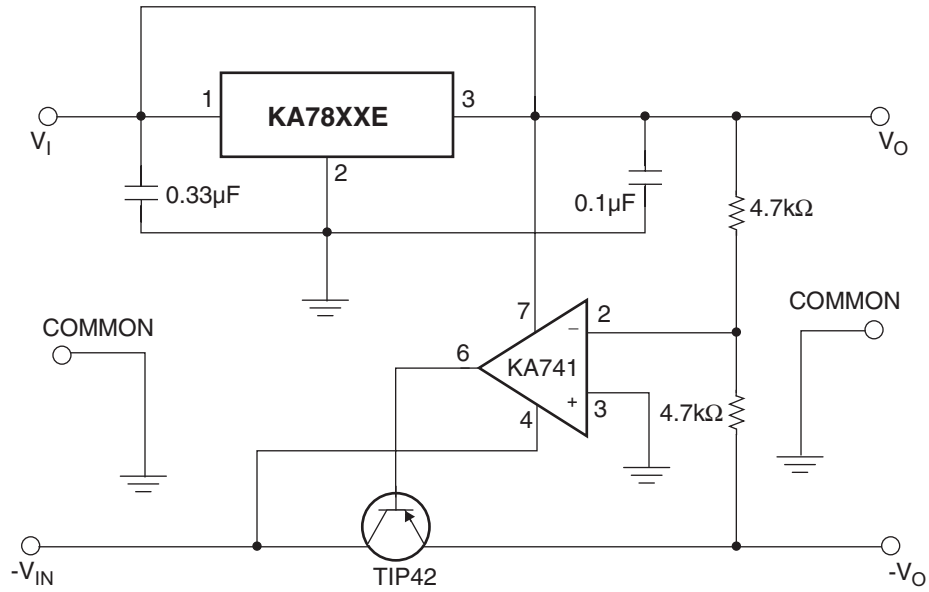 1
KA78XXE
3
V_I
V_O
2
0.33µF
0.1µF
4.7kΩ
COMMON
COMMON
7
2
−
6
KA741
+
3
4
4.7kΩ
-V_IN
TIP42
-V_O